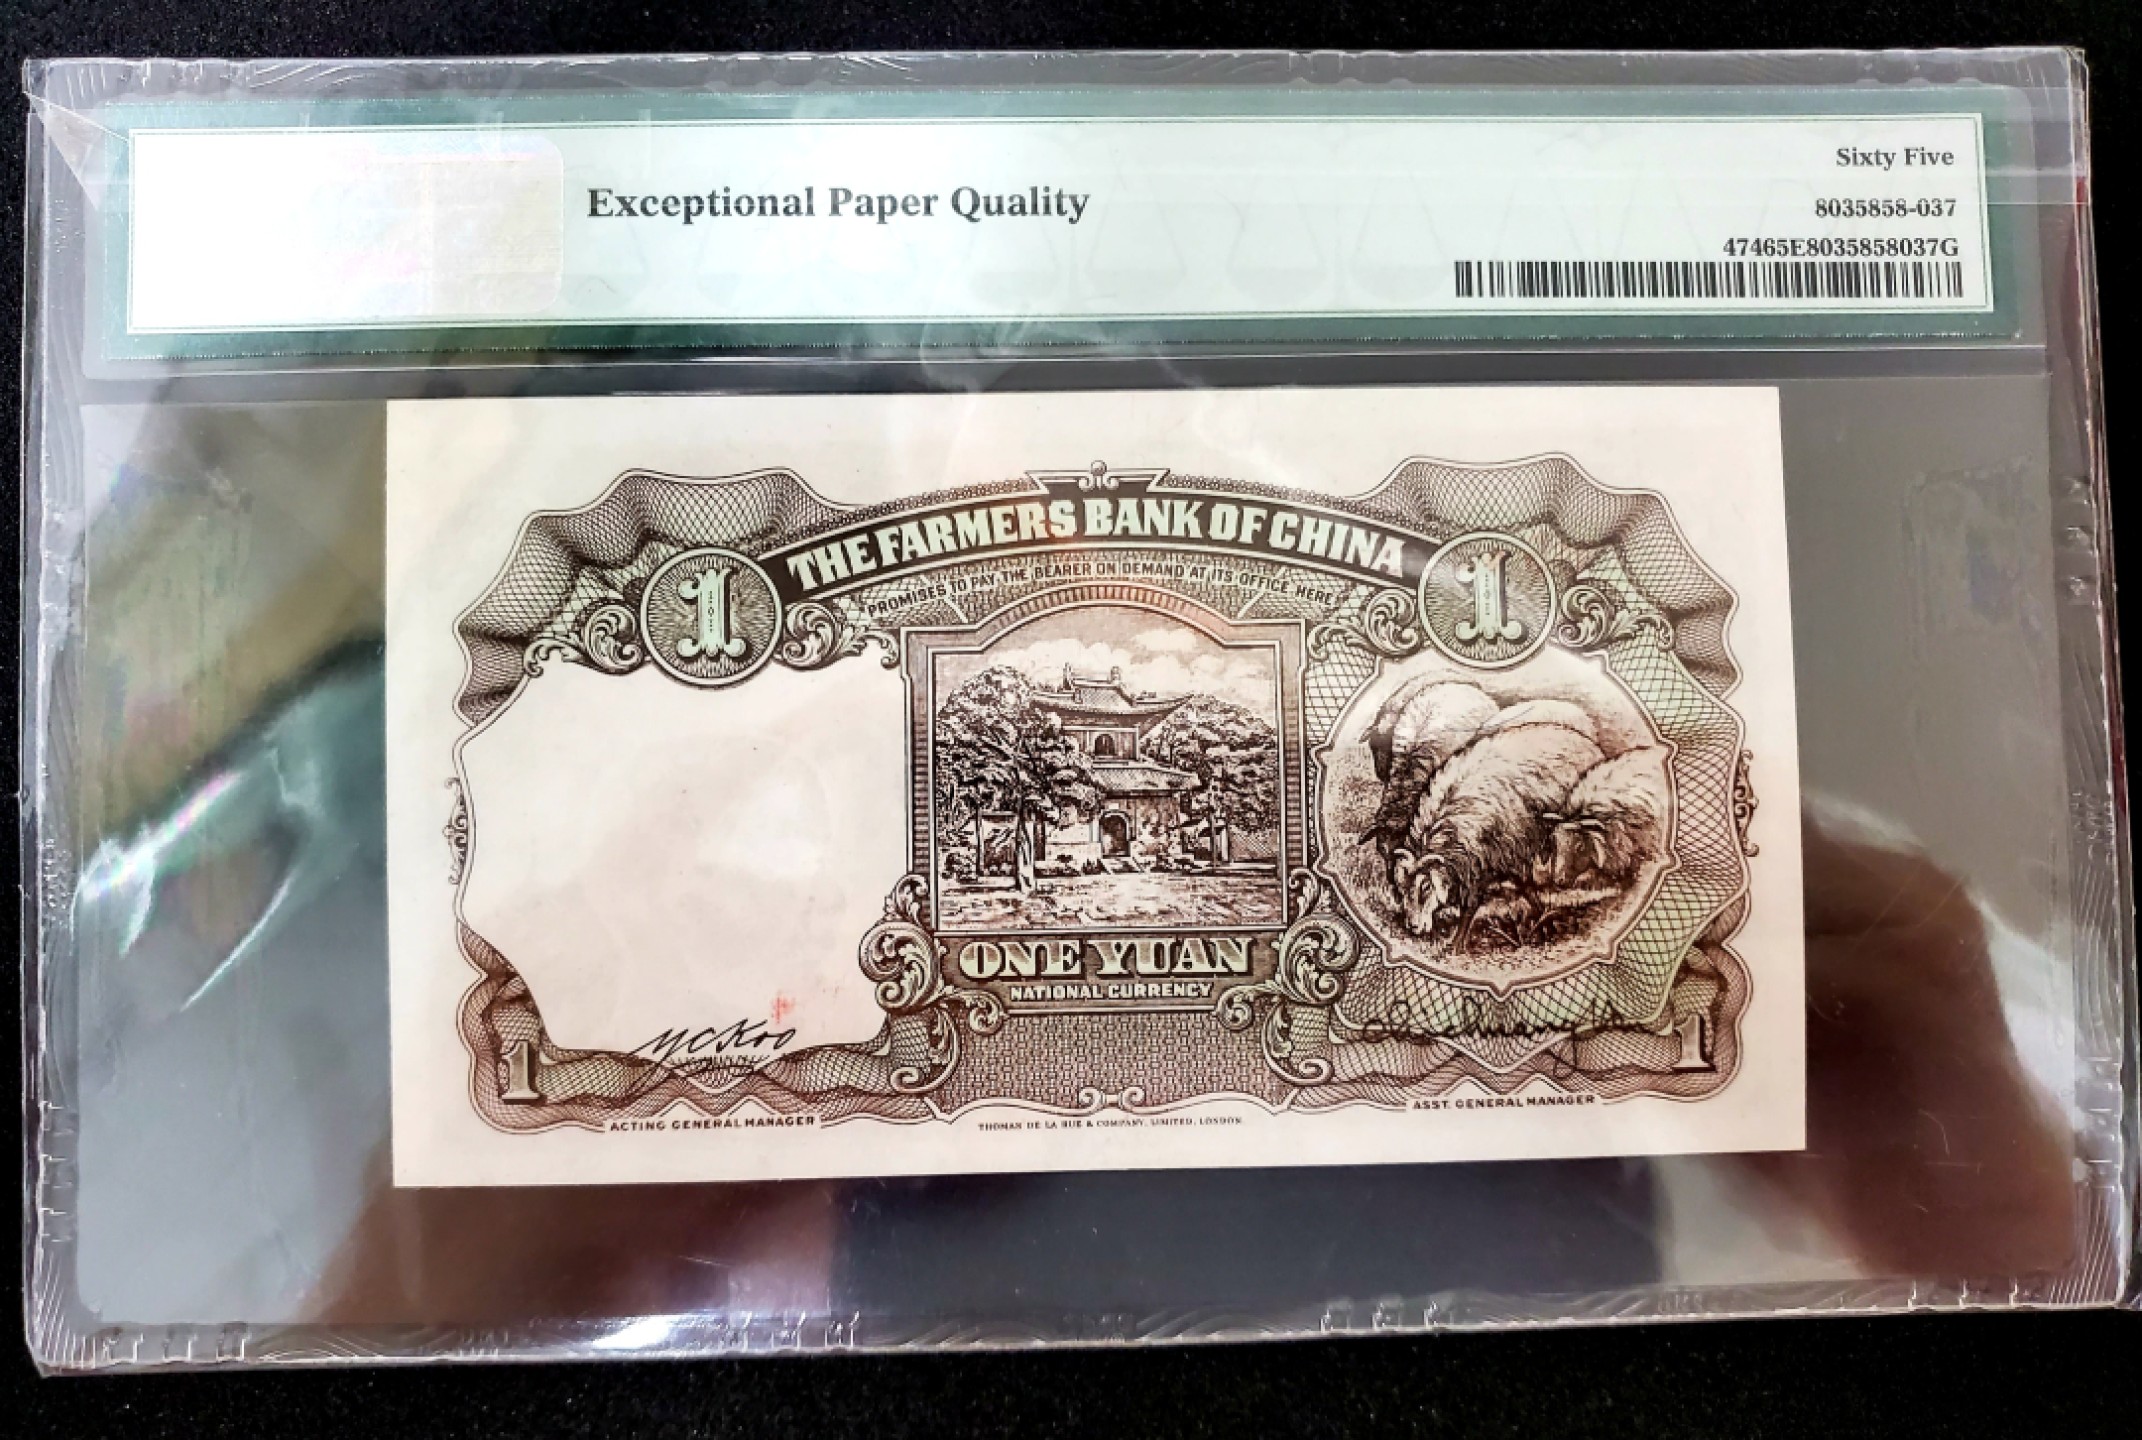 Sixty Five
Exceptional Paper Quality
8035858-037
47465E8035858037G
THE FARMERS BANK OF CHINA
PROMISES TO PAY THE BEARER ON DEMAND AT ITS OFFICE HERE
1 1
ONE YUAN
NATIONAL CURRENCY
Y C Koo
1 1
ACTING GENERAL MANAGER
THOMAS DE LA RUE & COMPANY, LIMITED, LONDON.
ASST. GENERAL MANAGER